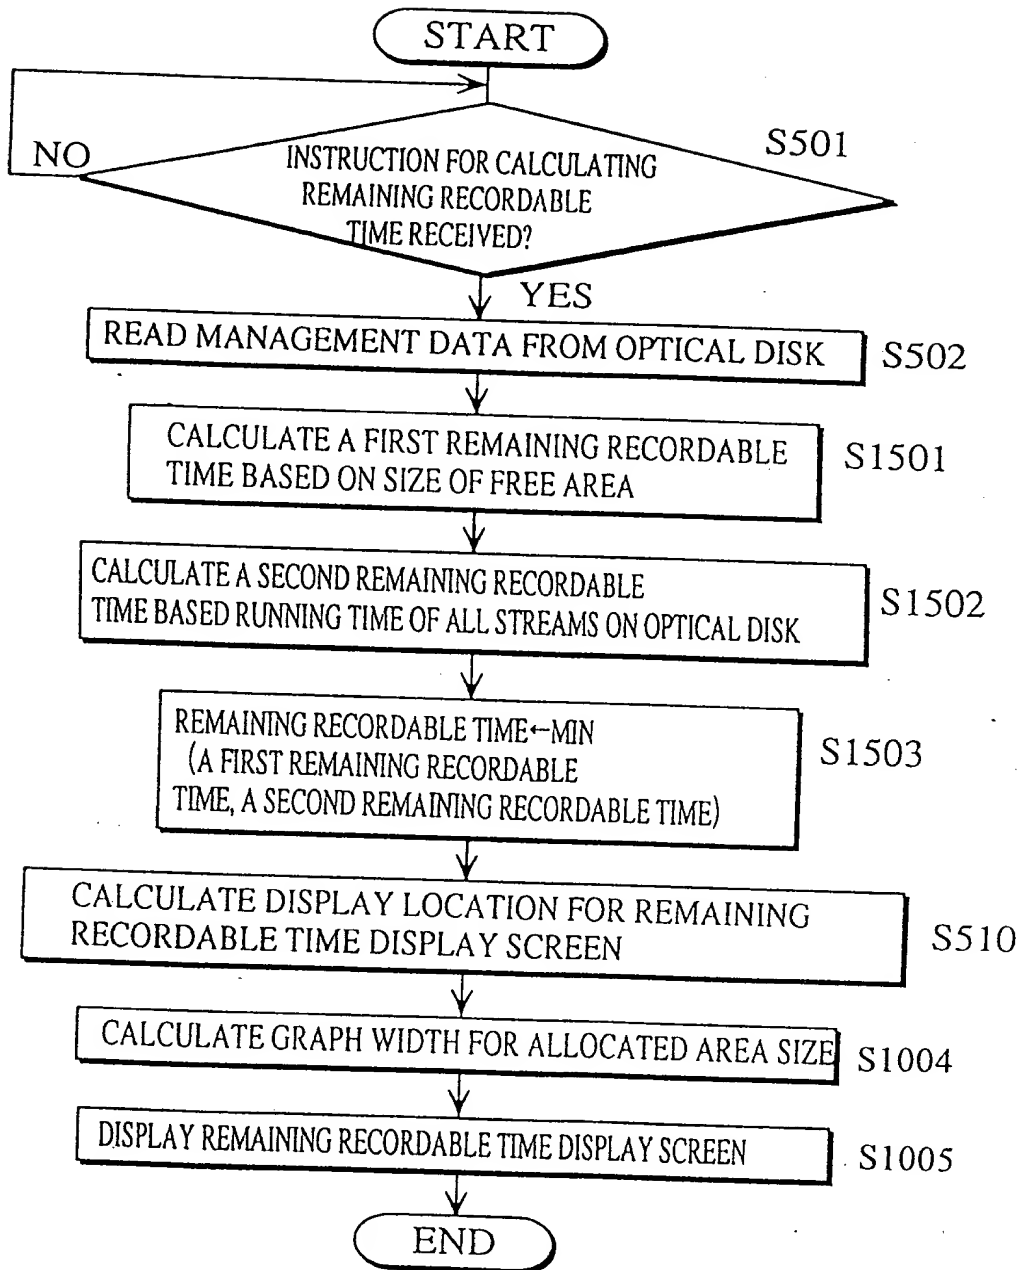 START
NO
S501
INSTRUCTION FOR CALCULATING
REMAINING RECORDABLE
TIME RECEIVED?
YES
READ MANAGEMENT DATA FROM OPTICAL DISK
S502
CALCULATE A FIRST REMAINING RECORDABLE
TIME BASED ON SIZE OF FREE AREA
S1501
CALCULATE A SECOND REMAINING RECORDABLE
TIME BASED RUNNING TIME OF ALL STREAMS ON OPTICAL DISK
S1502
REMAINING RECORDABLE TIME←MIN
(A FIRST REMAINING RECORDABLE
TIME, A SECOND REMAINING RECORDABLE TIME)
S1503
CALCULATE DISPLAY LOCATION FOR REMAINING
RECORDABLE TIME DISPLAY SCREEN
S510
CALCULATE GRAPH WIDTH FOR ALLOCATED AREA SIZE
S1004
DISPLAY REMAINING RECORDABLE TIME DISPLAY SCREEN
S1005
END